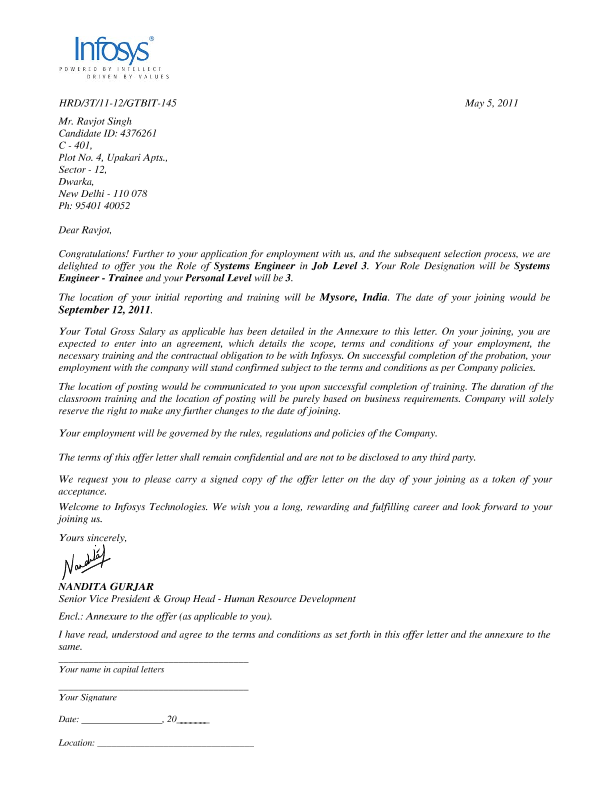 Infosys®
POWERED BY INTELLECT
DRIVEN BY VALUES
HRD/3T/11-12/GTBIT-145 May 5, 2011
Mr. Ravjot Singh
Candidate ID: 4376261
C - 401,
Plot No. 4, Upakari Apts.,
Sector - 12,
Dwarka,
New Delhi - 110 078
Ph: 95401 40052
Dear Ravjot,
Congratulations! Further to your application for employment with us, and the subsequent selection process, we are
delighted to offer you the Role of Systems Engineer in Job Level 3. Your Role Designation will be Systems
Engineer - Trainee and your Personal Level will be 3.
The location of your initial reporting and training will be Mysore, India. The date of your joining would be
September 12, 2011.
Your Total Gross Salary as applicable has been detailed in the Annexure to this letter. On your joining, you are
expected to enter into an agreement, which details the scope, terms and conditions of your employment, the
necessary training and the contractual obligation to be with Infosys. On successful completion of the probation, your
employment with the company will stand confirmed subject to the terms and conditions as per Company policies.
The location of posting would be communicated to you upon successful completion of training. The duration of the
classroom training and the location of posting will be purely based on business requirements. Company will solely
reserve the right to make any further changes to the date of joining.
Your employment will be governed by the rules, regulations and policies of the Company.
The terms of this offer letter shall remain confidential and are not to be disclosed to any third party.
We request you to please carry a signed copy of the offer letter on the day of your joining as a token of your
acceptance.
Welcome to Infosys Technologies. We wish you a long, rewarding and fulfilling career and look forward to your
joining us.
Yours sincerely,
Nandita
NANDITA GURJAR
Senior Vice President & Group Head - Human Resource Development
Encl.: Annexure to the offer (as applicable to you).
I have read, understood and agree to the terms and conditions as set forth in this offer letter and the annexure to the
same.
Your name in capital letters
Your Signature
Date: ________________, 20______
Location: ________________